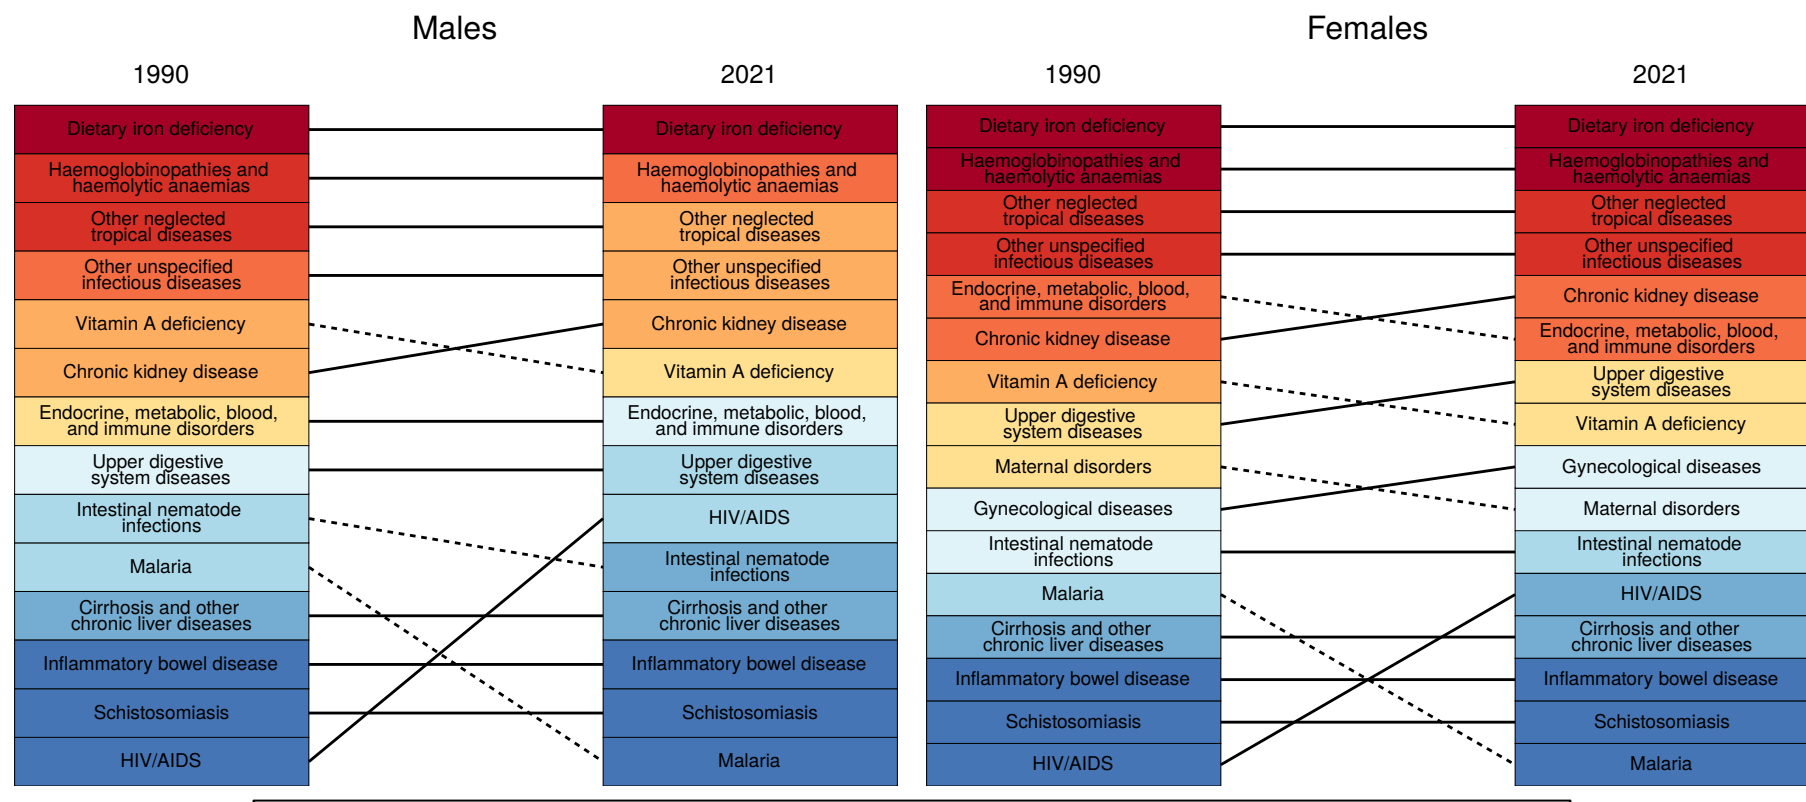 Males
1990
2021
Dietary iron deficiency
Haemoglobinopathies and
haemolytic anaemias
Other neglected
tropical diseases
Other unspecified
infectious diseases
Vitamin A deficiency
Chronic kidney disease
Endocrine, metabolic, blood,
and immune disorders
Upper digestive
system diseases
Intestinal nematode
infections
Malaria
Cirrhosis and other
chronic liver diseases
Inflammatory bowel disease
Schistosomiasis
HIV/AIDS
Dietary iron deficiency
Haemoglobinopathies and
haemolytic anaemias
Other neglected
tropical diseases
Other unspecified
infectious diseases
Chronic kidney disease
Vitamin A deficiency
Endocrine, metabolic, blood,
and immune disorders
Upper digestive
system diseases
HIV/AIDS
Intestinal nematode
infections
Cirrhosis and other
chronic liver diseases
Inflammatory bowel disease
Schistosomiasis
Malaria
Females
1990
2021
Dietary iron deficiency
Haemoglobinopathies and
haemolytic anaemias
Other neglected
tropical diseases
Other unspecified
infectious diseases
Endocrine, metabolic, blood,
and immune disorders
Chronic kidney disease
Vitamin A deficiency
Upper digestive
system diseases
Maternal disorders
Gynecological diseases
Intestinal nematode
infections
Malaria
Cirrhosis and other
chronic liver diseases
Inflammatory bowel disease
Schistosomiasis
HIV/AIDS
Dietary iron deficiency
Haemoglobinopathies and
haemolytic anaemias
Other neglected
tropical diseases
Other unspecified
infectious diseases
Chronic kidney disease
Endocrine, metabolic, blood,
and immune disorders
Upper digestive
system diseases
Vitamin A deficiency
Gynecological diseases
Maternal disorders
Intestinal nematode
infections
HIV/AIDS
Cirrhosis and other
chronic liver diseases
Inflammatory bowel disease
Schistosomiasis
Malaria